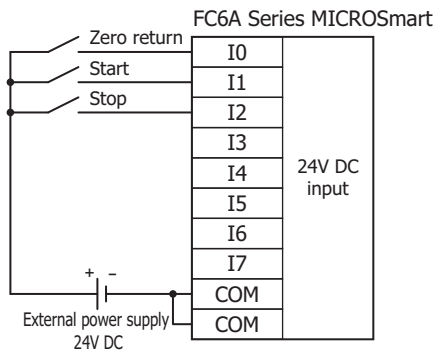 FC6A Series MICROSmart
Zero return
I0
Start
I1
Stop
I2
I3
I4
24V DC
input
I5
I6
I7
+ −
COM
External power supply
24V DC
COM